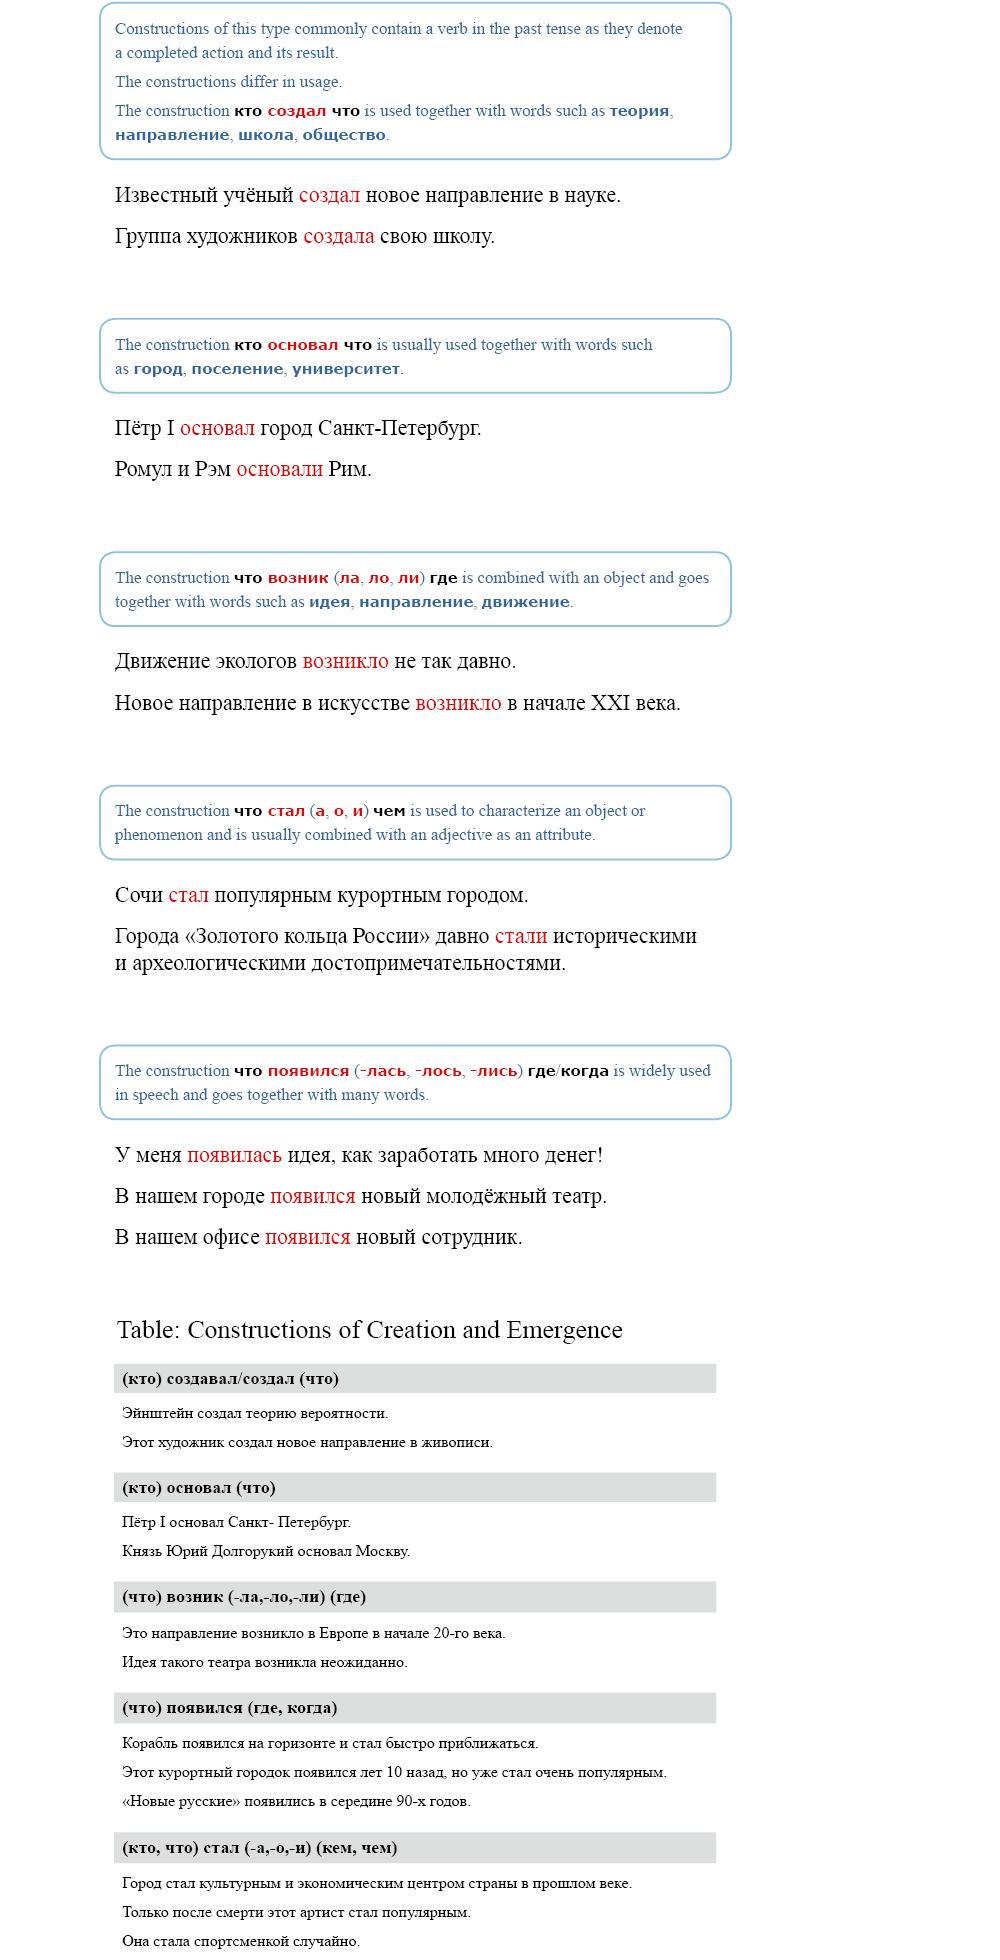 Constructions of this type commonly contain a verb in the past tense as they denote
a completed action and its result.
The constructions differ in usage.
The construction кто создал что is used together with words such as теория,
направление, школа, общество.
Известный учёный создал новое направление в науке.
Группа художников создала свою школу.
The construction кто основал что is usually used together with words such
as город, поселение, университет.
Пётр I основал город Санкт-Петербург.
Ромул и Рэм основали Рим.
The construction что возник (ла, ло, ли) где is combined with an object and goes
together with words such as идея, направление, движение.
Движение экологов возникло не так давно.
Новое направление в искусстве возникло в начале XXI века.
The construction что стал (а, о, и) чем is used to characterize an object or
phenomenon and is usually combined with an adjective as an attribute.
Сочи стал популярным курортным городом.
Города «Золотого кольца России» давно стали историческими
и археологическими достопримечательностями.
The construction что появился (-лась, -лось, -лись) где/когда is widely used
in speech and goes together with many words.
У меня появилась идея, как заработать много денег!
В нашем городе появился новый молодёжный театр.
В нашем офисе появился новый сотрудник.
Table: Constructions of Creation and Emergence
(кто) создавал/создал (что)
Эйнштейн создал теорию вероятности.
Этот художник создал новое направление в живописи.
(кто) основал (что)
Пётр I основал Санкт- Петербург.
Князь Юрий Долгорукий основал Москву.
(что) возник (-ла,-ло,-ли) (где)
Это направление возникло в Европе в начале 20-го века.
Идея такого театра возникла неожиданно.
(что) появился (где, когда)
Корабль появился на горизонте и стал быстро приближаться.
Этот курортный городок появился лет 10 назад, но уже стал очень популярным.
«Новые русские» появились в середине 90-х годов.
(кто, что) стал (-а,-о,-и) (кем, чем)
Город стал культурным и экономическим центром страны в прошлом веке.
Только после смерти этот артист стал популярным.
Она стала спортсменкой случайно.